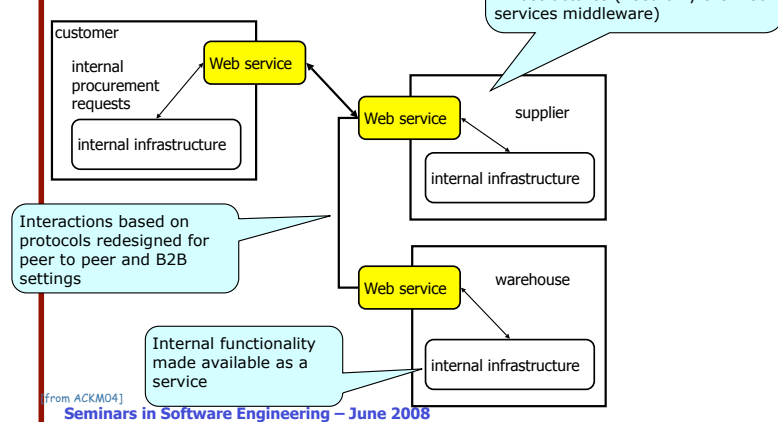 services middleware)
customer
internal
procurement
requests
Web service
internal infrastructure
Web service
supplier
internal infrastructure
Interactions based on
protocols redesigned for
peer to peer and B2B
settings
Web service
warehouse
internal infrastructure
Internal functionality
made available as a
service
from ACKM04]
Seminars in Software Engineering – June 2008